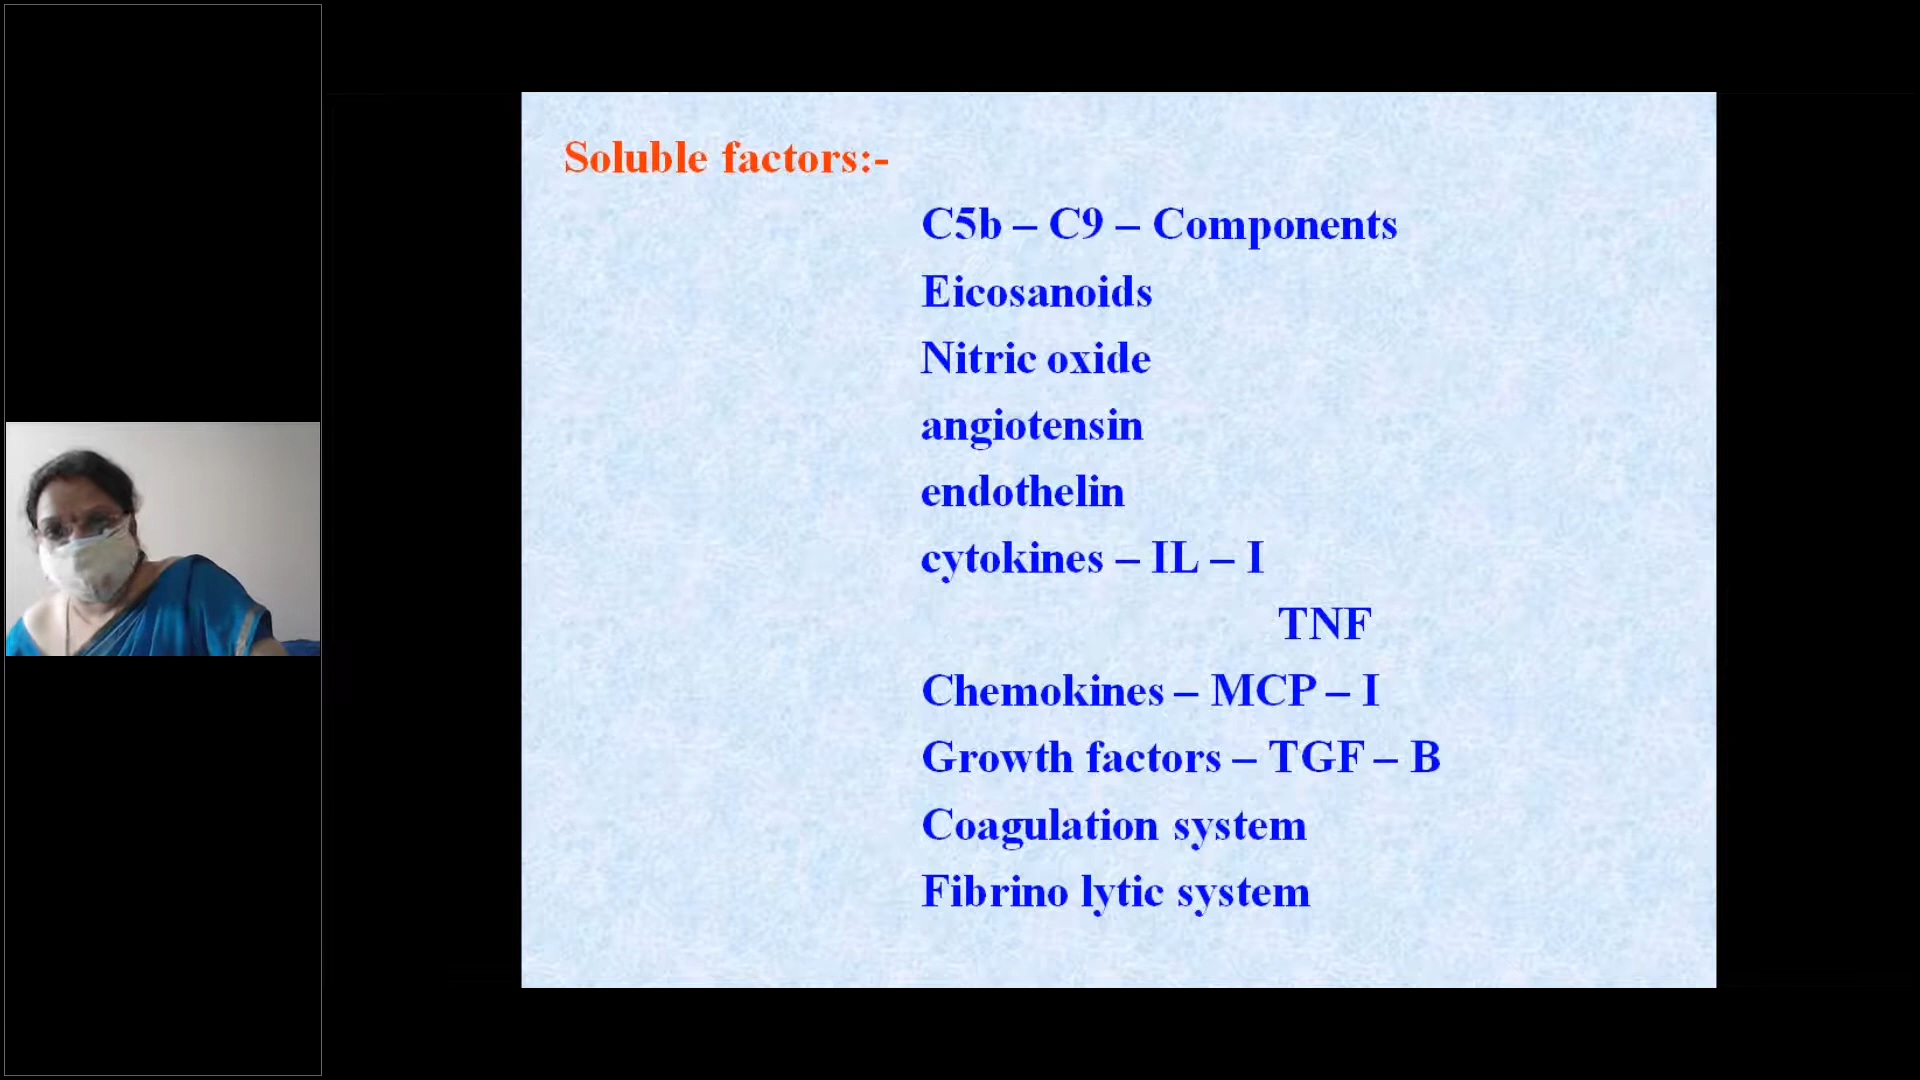 Soluble factors:-
C5b – C9 – Components
Eicosanoids
Nitric oxide
angiotensin
endothelin
cytokines – IL – I
TNF
Chemokines – MCP – I
Growth factors – TGF – B
Coagulation system
Fibrino lytic system